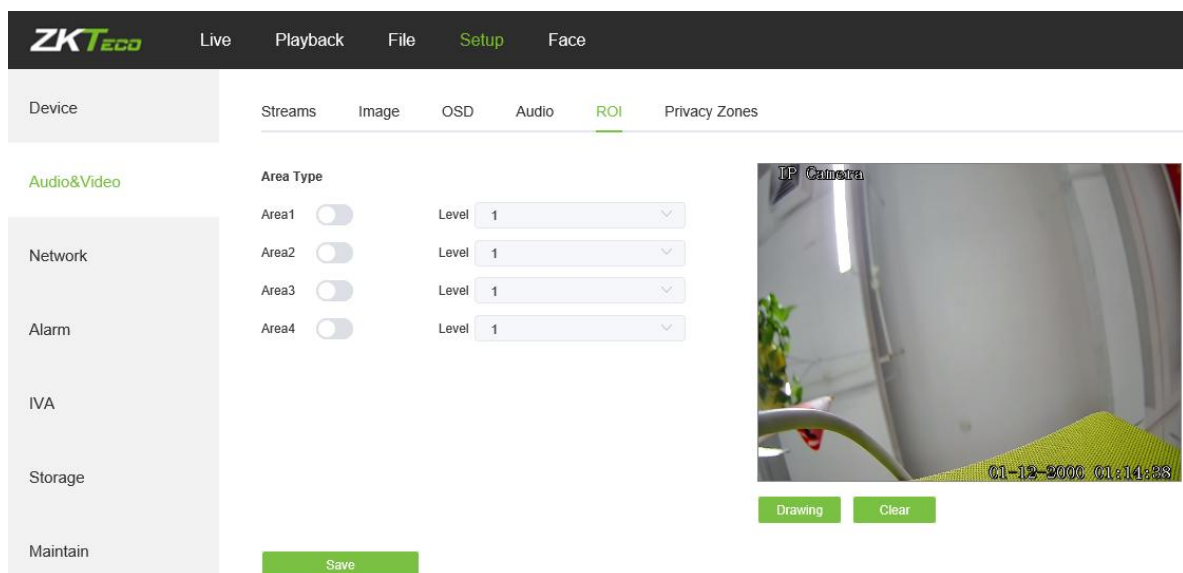 ZKTeco Live Playback File Setup Face
Device
Streams Image OSD Audio ROI Privacy Zones
Audio&Video
Area Type
IP Camera
Area1 Level 1
Network
Area2 Level 1
Area3 Level 1
Alarm
Area4 Level 1
IVA
Storage
01-12-2000 01:14:38
Drawing Clear
Maintain
Save